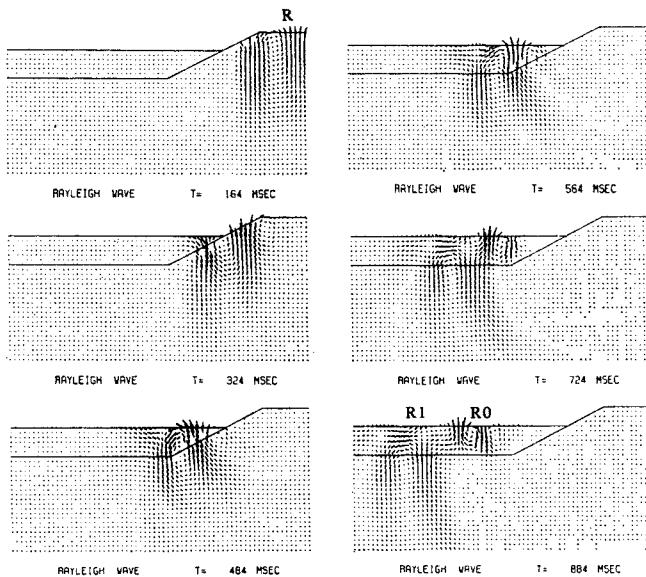 R
RAYLEIGH WAVE T= 164 MSEC
RAYLEIGH WAVE T= 564 MSEC
RAYLEIGH WAVE T= 324 MSEC
RAYLEIGH WAVE T= 724 MSEC
R1 R0
RAYLEIGH WAVE T= 484 MSEC
RAYLEIGH WAVE T= 884 MSEC